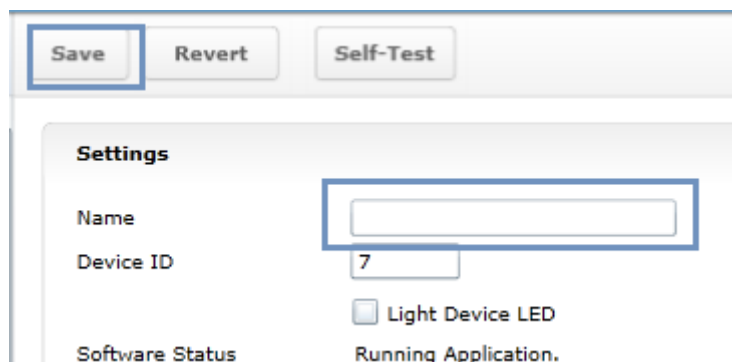 Save Revert Self-Test
Settings
Name
Device ID 7
Light Device LED
Software Status Running Application.